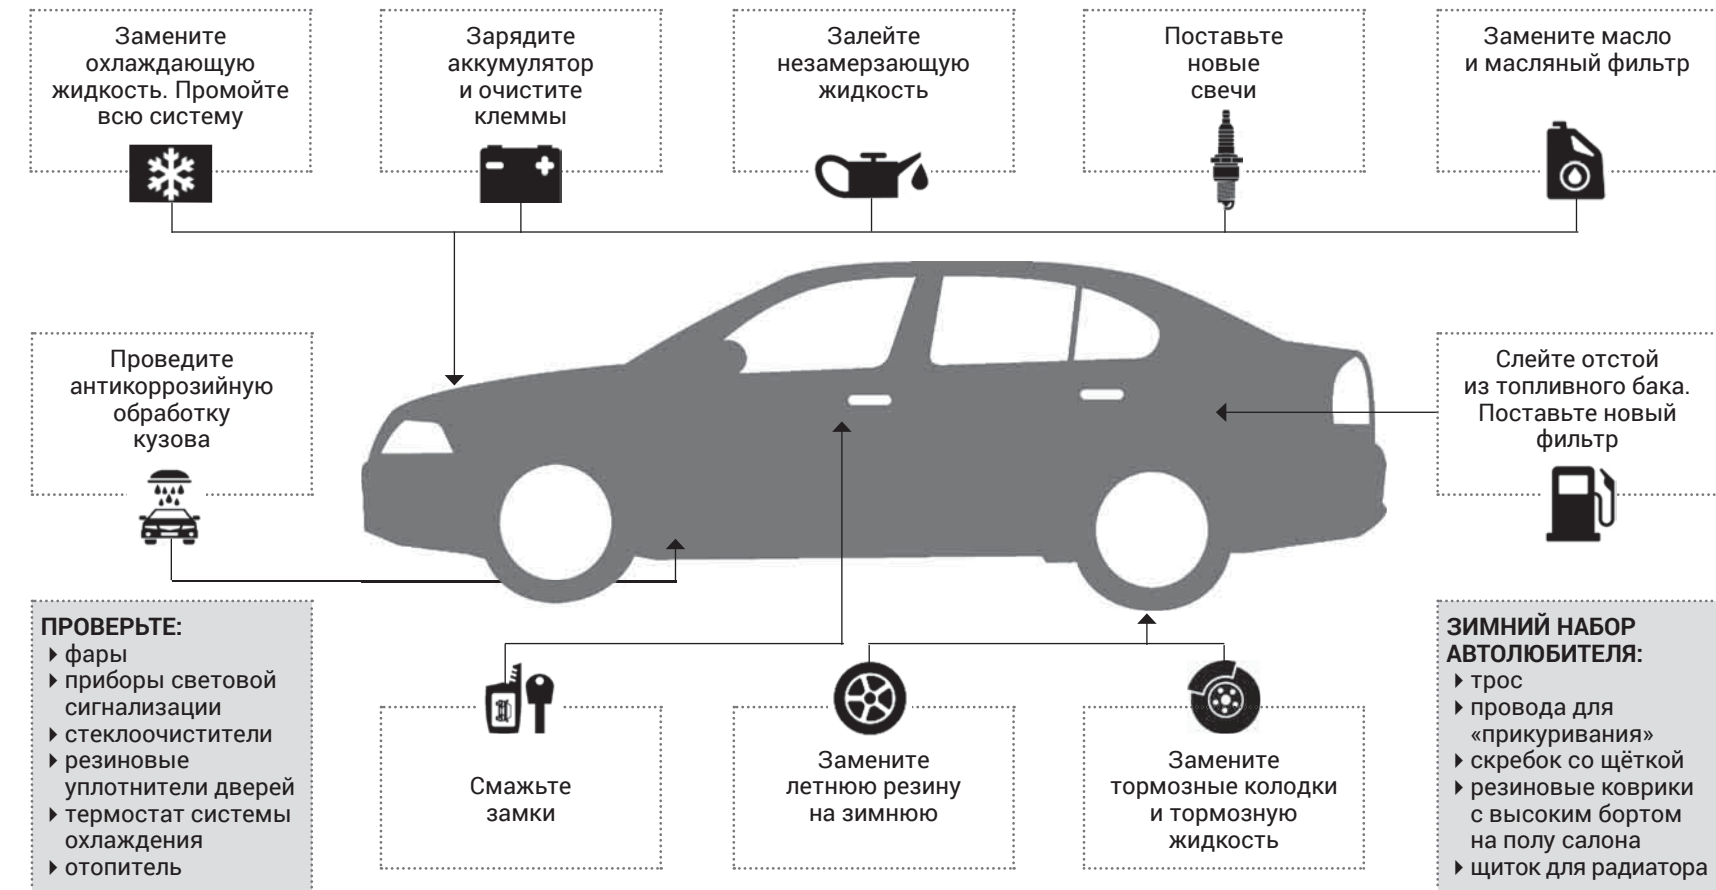 Замените
охлаждающую
жидкость. Промойте
всю систему
Зарядите
аккумулятор
и очистите
клеммы
Залейте
незамерзающую
жидкость
Поставьте
новые
свечи
Замените масло
и масляный фильтр
Проведите
антикоррозийную
обработку
кузова
Слейте отстой
из топливного бака.
Поставьте новый
фильтр
ПРОВЕРЬТЕ:
фары
приборы световой
сигнализации
стеклоочистители
резиновые
уплотнители дверей
термостат системы
охлаждения
отопитель
Смажьте
замки
Замените
летнюю резину
на зимнюю
Замените
тормозные колодки
и тормозную
жидкость
ЗИМНИЙ НАБОР
АВТОЛЮБИТЕЛЯ:
трос
провода для
«прикуривания»
скребок со щёткой
резиновые коврики
с высоким бортом
на полу салона
щиток для радиатора